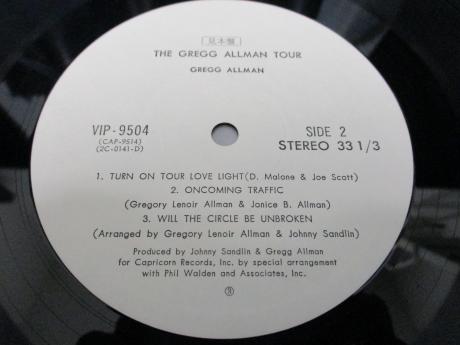 見本盤
THE GREGG ALLMAN TOUR
GREGG ALLMAN
VIP-9504
(CAP-9514)
(2C-0141-D)
SIDE 2
STEREO 33 1/3
1. TURN ON TOUR LOVE LIGHT(D. Malone & Joe Scott)
2. ONCOMING TRAFFIC
(Gregory Lenoir Allman & Janice B. Allman)
3. WILL THE CIRCLE BE UNBROKEN
(Arranged by Gregory Lenoir Allman & Johnny Sandlin)
Produced by Johnny Sandlin & Gregg Allman
for Capricorn Records, Inc. by special arrangement
with Phil Walden and Associates, Inc.